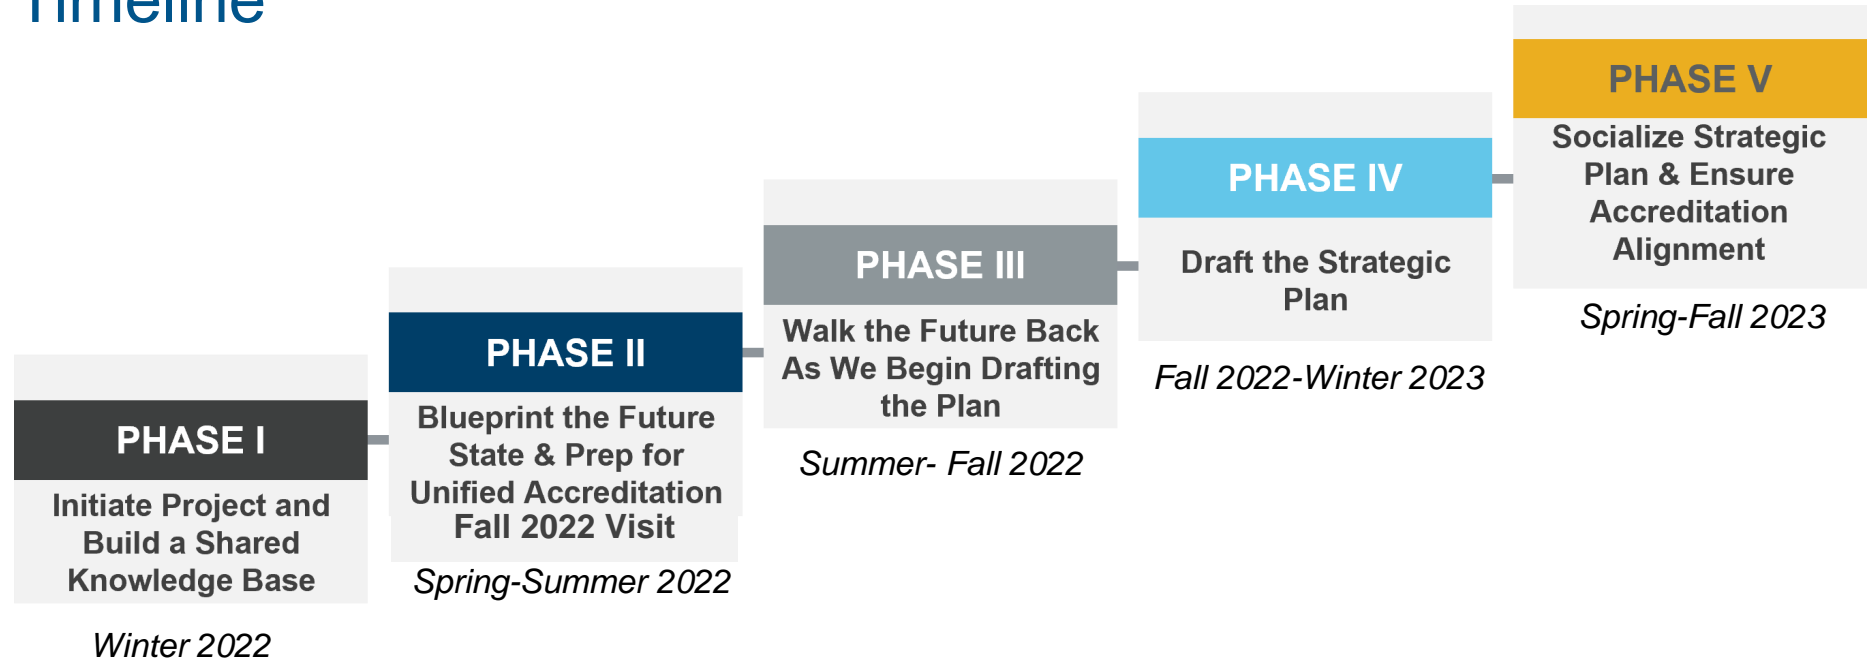 Timeline
PHASE I
Initiate Project and
Build a Shared
Knowledge Base
Winter 2022
PHASE II
Blueprint the Future
State & Prep for
Unified Accreditation
Fall 2022 Visit
Spring-Summer 2022
PHASE III
Walk the Future Back
As We Begin Drafting
the Plan
Summer- Fall 2022
PHASE IV
Draft the Strategic
Plan
Fall 2022-Winter 2023
PHASE V
Socialize Strategic
Plan & Ensure
Accreditation
Alignment
Spring-Fall 2023